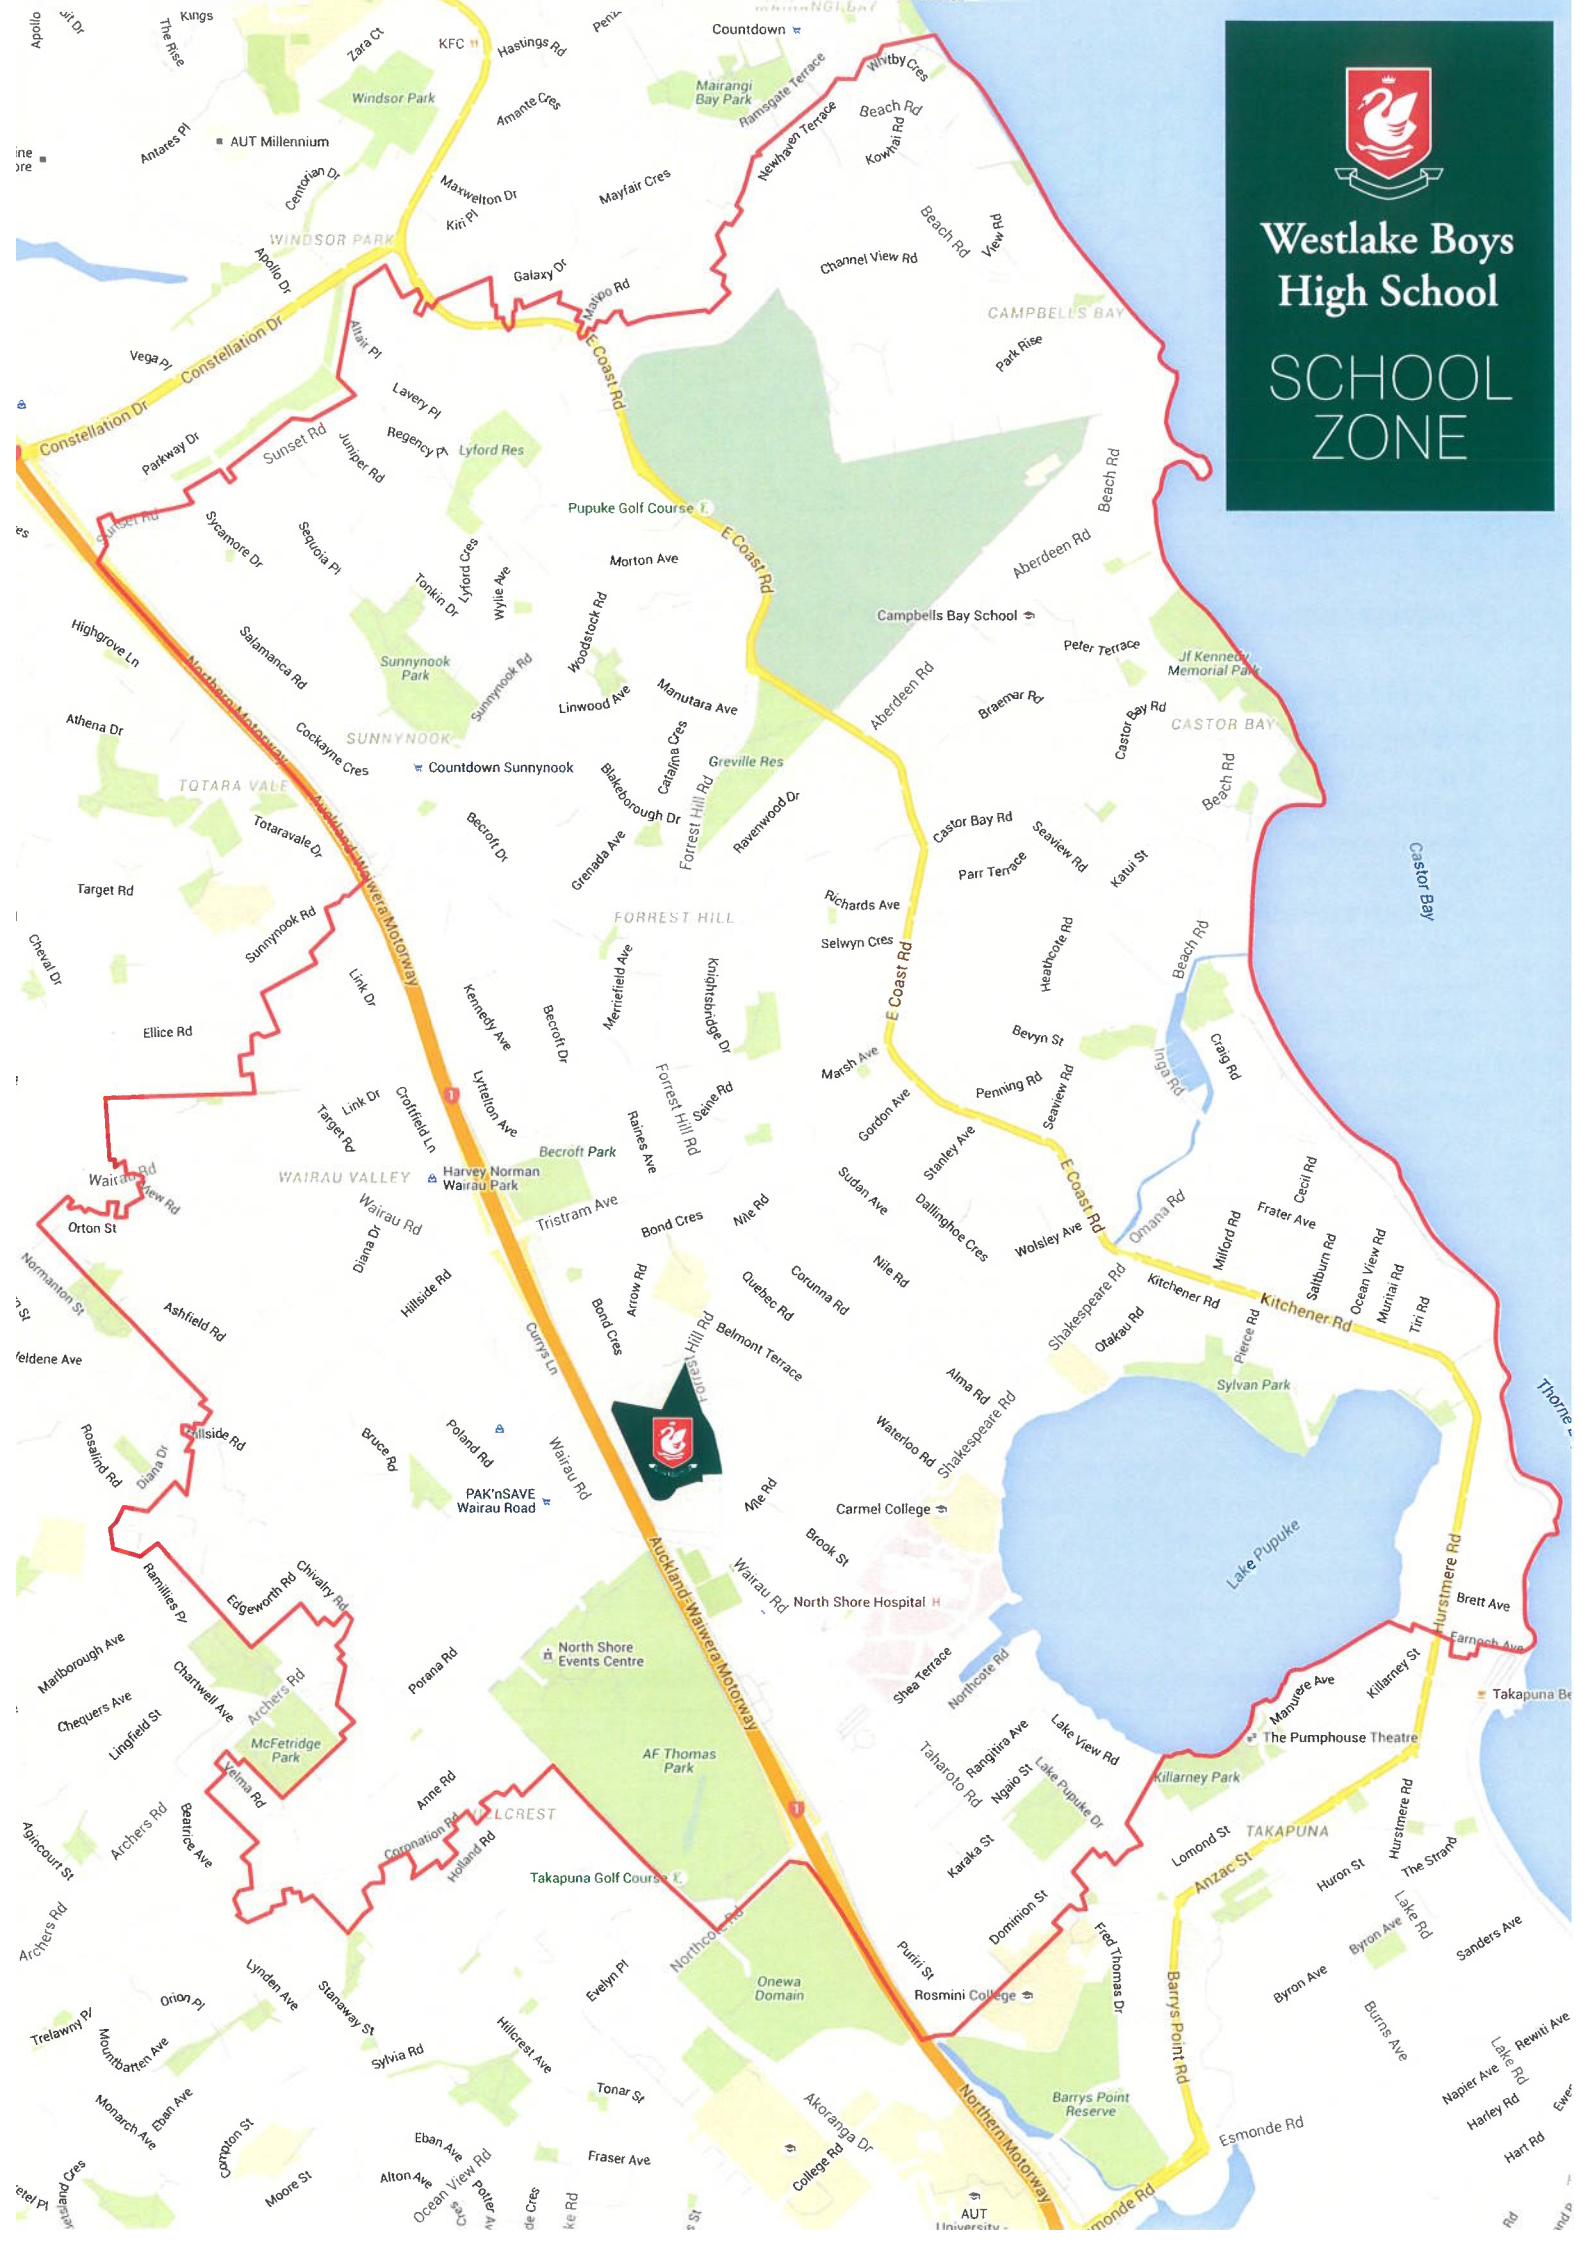 Westlake Boys
High School
SCHOOL
ZONE
Apollo
Kings
The Rise
Zara Ct
KFC
Hastings Rd
Countdown
Windsor Park
Mairangi
Bay Park
Ramsgate Terrace
Whitby Cres
Amante Cres
Beach Rd
Kowhai Rd
Newhaven Terrace
Antares Pl
AUT Millennium
Centorian Dr
Maxwelton Dr
Kiri Pl
Mayfair Cres
WINDSOR PARK
Apollo Dr
Galaxy Dr
Matipo Rd
Beach Rd
View Rd
Channel View Rd
CAMPBELLS BAY
Park Rise
Altair Pl
Vega Pl
Constellation Dr
E Coast Rd
Lavery Pl
Constellation Dr
Parkway Dr
Sunset Rd
Juniper Rd
Regency Pl
Lyford Res
Beach Rd
Pupuke Golf Course
Sunset Rd
Sycamore Dr
Sequoia Pl
Lyford Cres
Tonkin Dr
Wylie Ave
Morton Ave
E Coast Rd
Aberdeen Rd
Highgrove Ln
Salamanca Rd
Woodstock Rd
Campbells Bay School
Peter Terrace
Jf Kennedy
Memorial Park
Sunnynook
Park
Sunnynook Rd
Linwood Ave
Manutara Ave
Aberdeen Rd
Braemar Rd
Castor Bay Rd
CASTOR BAY
Northern Motorway
Athena Dr
Cockayne Cres
SUNNYNOOK
Countdown Sunnynook
Catalina Cres
Greville Res
Beach Rd
TOTARA VALE
Blakeborough Dr
Forrest Hill Rd
Ravenwood Dr
Totaravale Dr
Becroft Dr
Grenada Ave
Castor Bay Rd
Seaview Rd
Parr Terrace
Katui St
Castor Bay
Auckland-Waiwera Motorway
Target Rd
Sunnynook Rd
FORREST HILL
Richards Ave
Selwyn Cres
E Coast Rd
Heathcote Rd
Beach Rd
Cheval Dr
Link Dr
Kennedy Ave
Becroft Dr
Merriefield Ave
Knightsbridge Dr
Ellice Rd
Marsh Ave
Bevyn St
Inga Rd
Craig Rd
Penning Rd
Seaview Rd
Link Dr
Target Rd
Croftfield Ln
1
Lyttelton Ave
Forrest Hill Rd
Seine Rd
Raines Ave
Gordon Ave
Stanley Ave
Becroft Park
WAIRAU VALLEY
Harvey Norman
Wairau Park
Wairau Rd
View Rd
Orton St
Wairau Rd
Diana Dr
Tristram Ave
Bond Cres
Nile Rd
Sudan Ave
Dallinghoe Cres
E Coast Rd
Wolsley Ave
Omana Rd
Cecil Rd
Frater Ave
Milford Rd
Saltburn Rd
Ocean View Rd
Muritai Rd
Tiri Rd
Normanton St
Ashfield Rd
Hillside Rd
Arrow Rd
Bond Cres
Quebec Rd
Corunna Rd
Nile Rd
Kitchener Rd
Kitchener Rd
Shakespeare Rd
Otakau Rd
Pierce Rd
Sylvan Park
Currys Ln
Forrest Hill Rd
Belmont Terrace
Alma Rd
Waterloo Rd
Shakespeare Rd
Hillside Rd
Rosalind Rd
Diana Dr
Bruce Rd
Poland Rd
Wairau Rd
PAK'nSAVE
Wairau Road
Nile Rd
Carmel College
Brook St
Lake Pupuke
Hurstmere Rd
Brett Ave
Earnoch Ave
Ramillies Pl
Edgeworth Rd
Chivalry Rd
Auckland-Waiwera Motorway
Wairau Rd
North Shore Hospital
Marlborough Ave
Chequers Ave
Lingfield St
Chartwell Ave
Archers Rd
Porana Rd
North Shore
Events Centre
Shea Terrace
Northcote Rd
Manurere Ave
Killarney St
Takapuna
The Pumphouse Theatre
McFetridge
Park
AF Thomas
Park
Taharoto Rd
Rangitira Ave
Lake View Rd
Ngaio St
Lake Pupuke Dr
Killarney Park
Velma Rd
Anne Rd
HILLCREST
1
Agincourt St
Archers Rd
Beatrice Ave
Coronation Rd
Holland Rd
Takapuna Golf Course
Karaka St
Lomond St
TAKAPUNA
Hurstmere Rd
Anzac St
Huron St
The Strand
Archers Rd
Northcote Rd
Dominion St
Lake Rd
Byron Ave
Sanders Ave
Puriri St
Fred Thomas Dr
Byron Ave
Lynden Ave
Stanaway St
Evelyn Pl
Onewa
Domain
Rosmini College
Barrys Point Rd
Orion Pl
Trelawny Pl
Mountbatten Ave
Sylvia Rd
Hillcrest Ave
Burns Ave
Rewiti Ave
Lake Rd
Napier Ave
Harley Rd
Hart Rd
Tonar St
Akoranga Dr
Northern Motorway
Barrys Point
Reserve
Esmonde Rd
Monarch Ave
Eban Ave
Compton St
Moore St
Eban Ave
Alton Ave
Ocean View Rd
Fraser Ave
College Rd
AUT
University